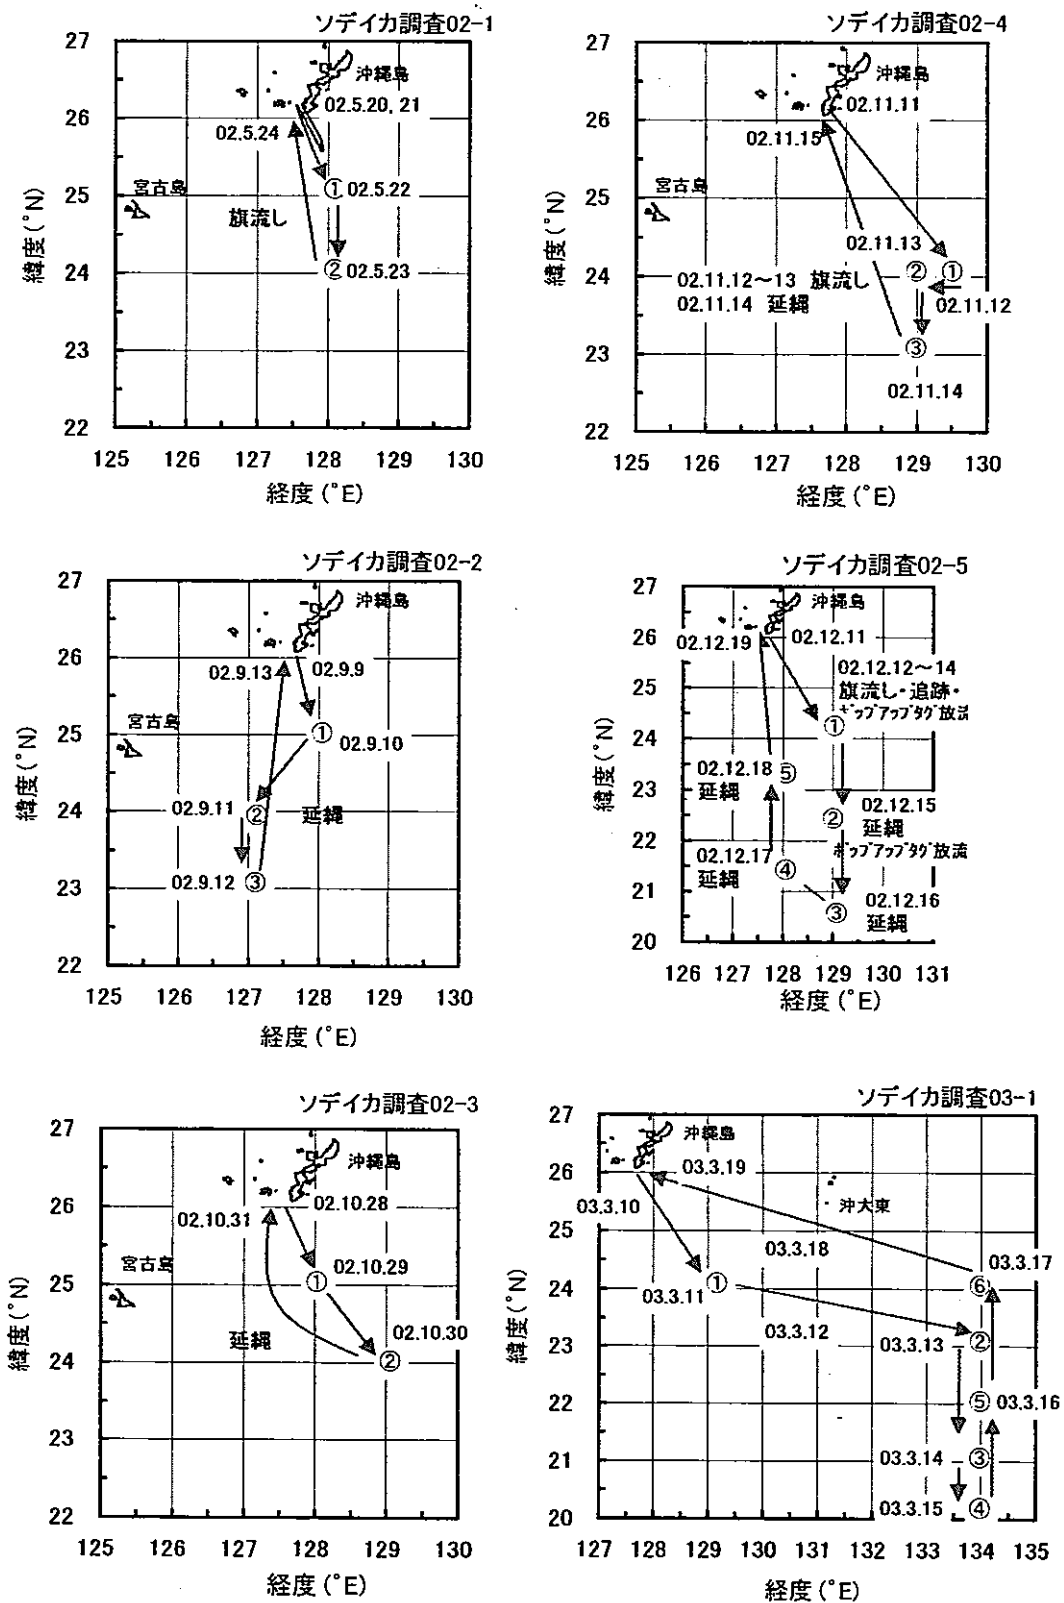 ソデイカ調査02-1
27
26
25
24
23
22
緯度(°N)
沖縄島
02.5.20, 21
02.5.24
① 02.5.22
宮古島
旗流し
② 02.5.23
125 126 127 128 129 130
経度(°E)
ソデイカ調査02-4
27
26
25
24
23
22
緯度(°N)
沖縄島
02.11.11
02.11.15
宮古島
02.11.13
② ①
02.11.12～13 旗流し
02.11.14 延縄
02.11.12
③
02.11.14
125 126 127 128 129 130
経度(°E)
ソデイカ調査02-2
27
26
25
24
23
22
緯度(°N)
沖縄島
02.9.13
02.9.9
宮古島
①
02.9.10
02.9.11
② 延縄
02.9.12 ③
125 126 127 128 129 130
経度(°E)
ソデイカ調査02-5
27
26
25
24
23
22
21
20
緯度(°N)
沖縄島
02.12.19
02.12.11
02.12.12～14
旗流し・追跡・
ポップアップタグ放流
①
02.12.18 ⑤
延縄
② 02.12.15
延縄
ポップアップタグ放流
02.12.17 ④
延縄
③ 02.12.16
延縄
126 127 128 129 130 131
経度(°E)
ソデイカ調査02-3
27
26
25
24
23
22
緯度(°N)
沖縄島
02.10.31
02.10.28
宮古島
① 02.10.29
延縄
02.10.30
②
125 126 127 128 129 130
経度(°E)
ソデイカ調査03-1
27
26
25
24
23
22
21
20
緯度(°N)
沖縄島
03.3.19
03.3.10
沖大東
03.3.18
03.3.17
03.3.11 ①
⑥
03.3.12
03.3.13 ②
⑤ 03.3.16
03.3.14 ③
03.3.15 ④
127 128 129 130 131 132 133 134 135
経度(°E)